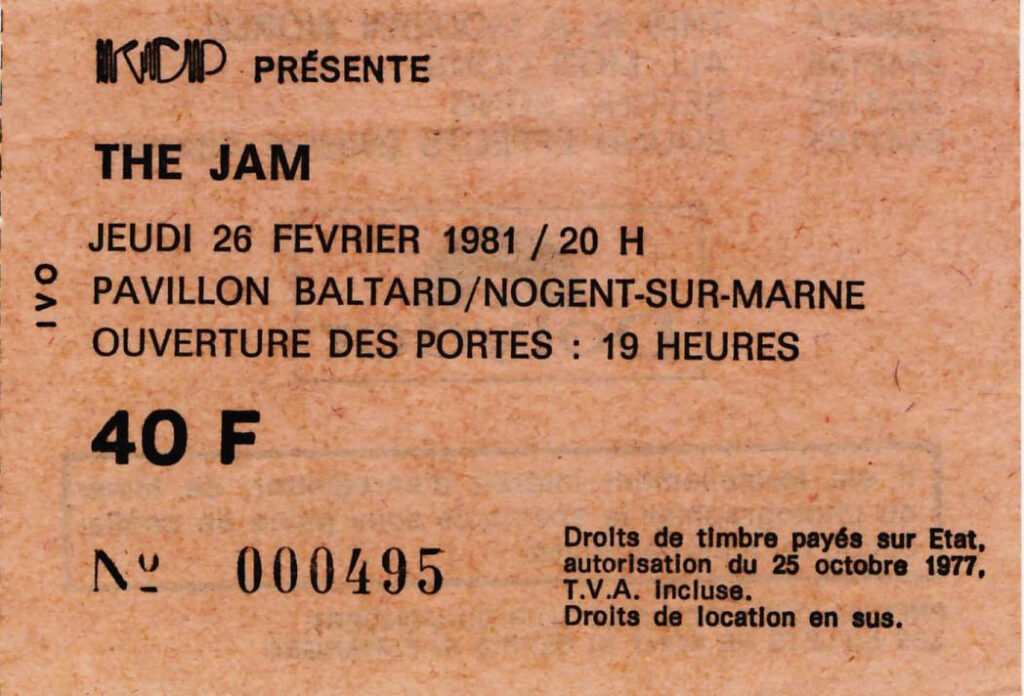 KCP PRÉSENTE
THE JAM
JEUDI 26 FEVRIER 1981 / 20 H
PAVILLON BALTARD/NOGENT-SUR-MARNE
OUVERTURE DES PORTES : 19 HEURES
IVO
40 F
Nº 000495
Droits de timbre payés sur Etat,
autorisation du 25 octobre 1977,
T.V.A. incluse.
Droits de location en sus.